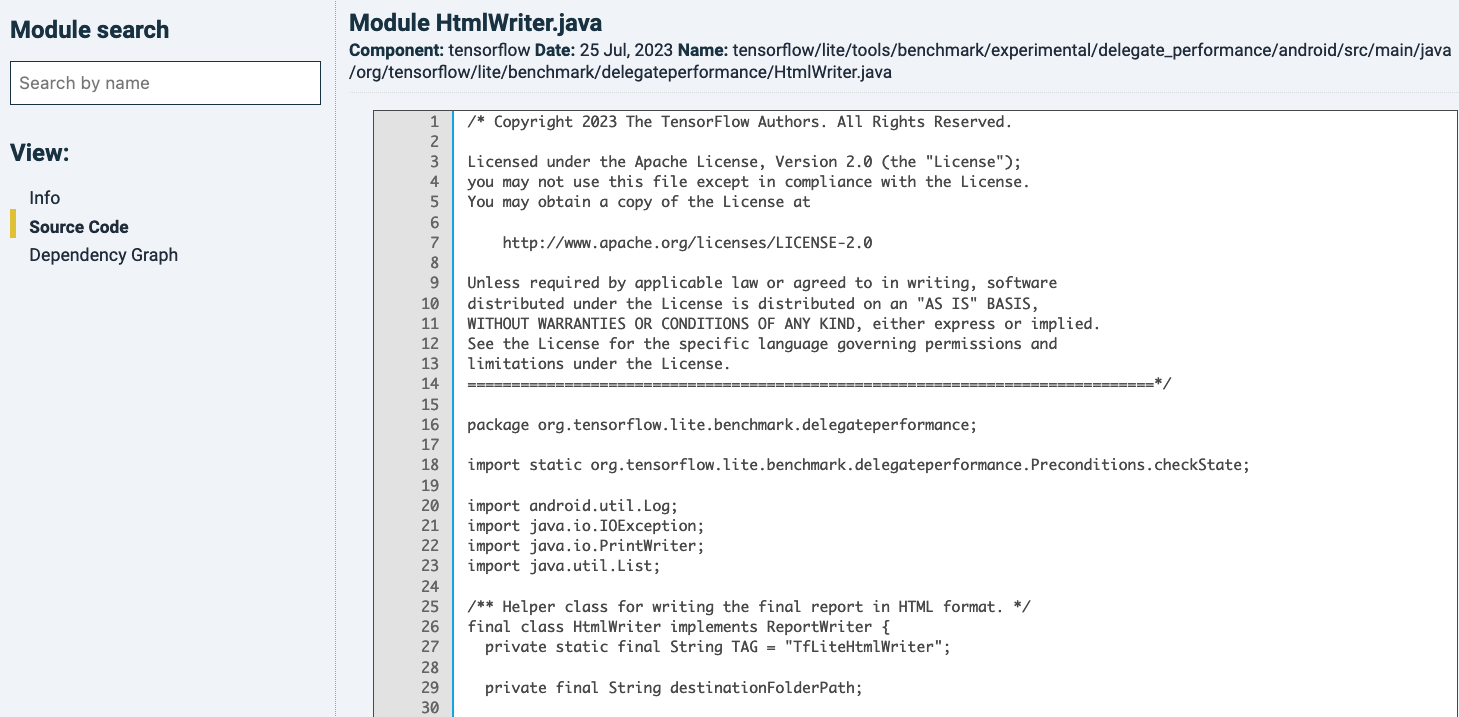 Module search
Search by name
View:
Info
Source Code
Dependency Graph
Module HtmlWriter.java
Component: tensorflow Date: 25 Jul, 2023 Name: tensorflow/lite/tools/benchmark/experimental/delegate_performance/android/src/main/java
/org/tensorflow/lite/benchmark/delegateperformance/HtmlWriter.java
1 /* Copyright 2023 The TensorFlow Authors. All Rights Reserved.
2
3 Licensed under the Apache License, Version 2.0 (the "License");
4 you may not use this file except in compliance with the License.
5 You may obtain a copy of the License at
6
7     http://www.apache.org/licenses/LICENSE-2.0
8
9 Unless required by applicable law or agreed to in writing, software
10 distributed under the License is distributed on an "AS IS" BASIS,
11 WITHOUT WARRANTIES OR CONDITIONS OF ANY KIND, either express or implied.
12 See the License for the specific language governing permissions and
13 limitations under the License.
14 ==============================================================================*/
15
16 package org.tensorflow.lite.benchmark.delegateperformance;
17
18 import static org.tensorflow.lite.benchmark.delegateperformance.Preconditions.checkState;
19
20 import android.util.Log;
21 import java.io.IOException;
22 import java.io.PrintWriter;
23 import java.util.List;
24
25 /** Helper class for writing the final report in HTML format. */
26 final class HtmlWriter implements ReportWriter {
27   private static final String TAG = "TfLiteHtmlWriter";
28
29   private final String destinationFolderPath;
30